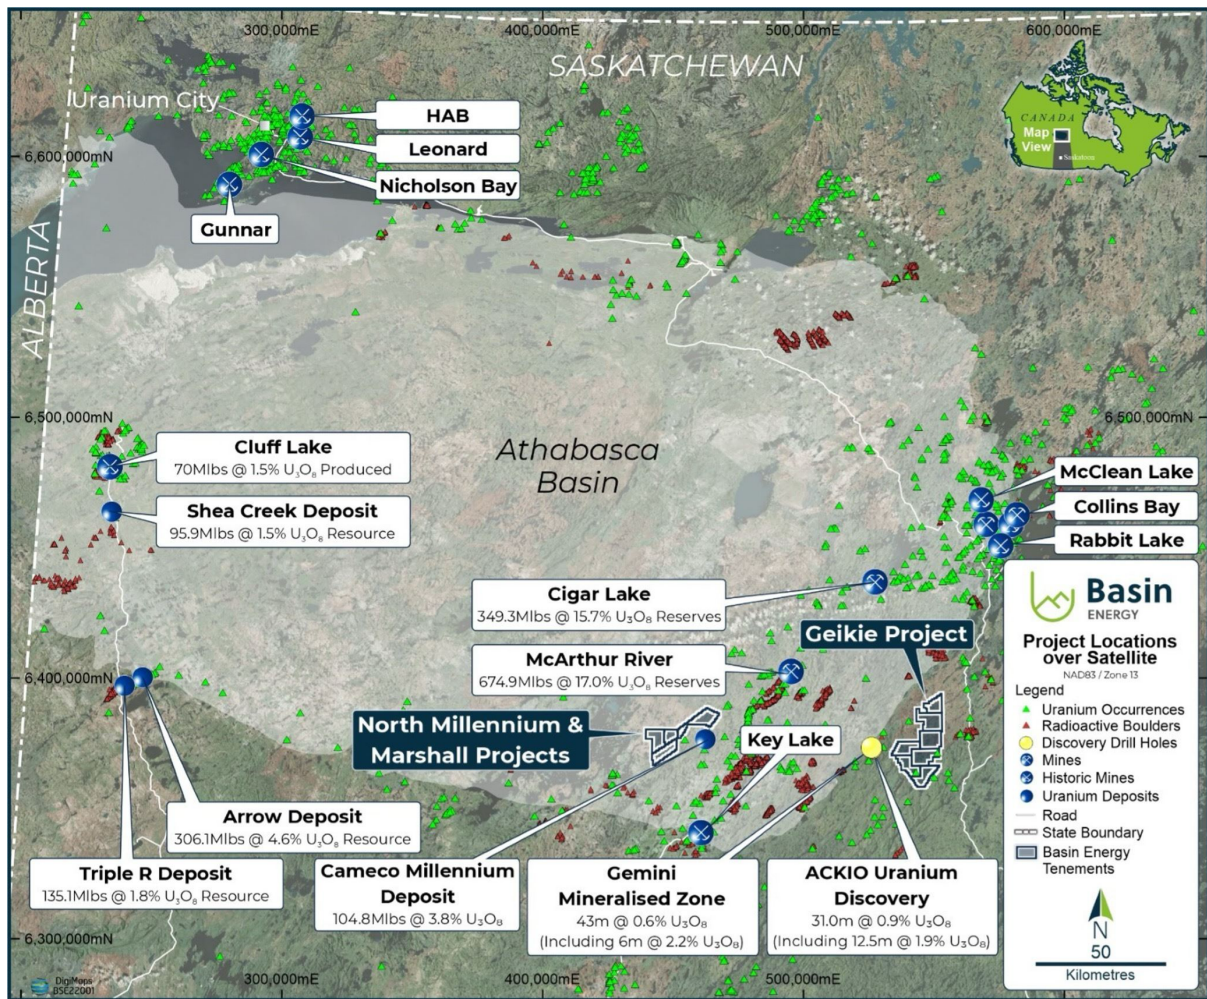 300,000mE
400,000mE
500,000mE
600,000mE
SASKATCHEWAN
Uranium City
HAB
Leonard
Nicholson Bay
Gunnar
6,600,000mN
ALBERTA
CANADA
Map
View
Saskatoon
6,500,000mN
6,500,000mN
Athabasca
Basin
Cluff Lake
70Mlbs @ 1.5% U₃O₈ Produced
Shea Creek Deposit
95.9Mlbs @ 1.5% U₃O₈ Resource
McClean Lake
Collins Bay
Rabbit Lake
Cigar Lake
349.3Mlbs @ 15.7% U₃O₈ Reserves
Geikie Project
McArthur River
674.9Mlbs @ 17.0% U₃O₈ Reserves
6,400,000mN
North Millennium &
Marshall Projects
Key Lake
Arrow Deposit
306.1Mlbs @ 4.6% U₃O₈ Resource
Triple R Deposit
135.1Mlbs @ 1.8% U₃O₈ Resource
Cameco Millennium
Deposit
104.8Mlbs @ 3.8% U₃O₈
Gemini
Mineralised Zone
43m @ 0.6% U₃O₈
(Including 6m @ 2.2% U₃O₈)
ACKIO Uranium
Discovery
31.0m @ 0.9% U₃O₈
(Including 12.5m @ 1.9% U₃O₈)
Basin
ENERGY
Project Locations
over Satellite
NAD83 / Zone 13
Legend
Uranium Occurrences
Radioactive Boulders
Discovery Drill Holes
Mines
Historic Mines
Uranium Deposits
Road
State Boundary
Basin Energy
Tenements
N
50
Kilometres
6,300,000mN
DigiMaps
BSE22001
300,000mE
400,000mE
500,000mE